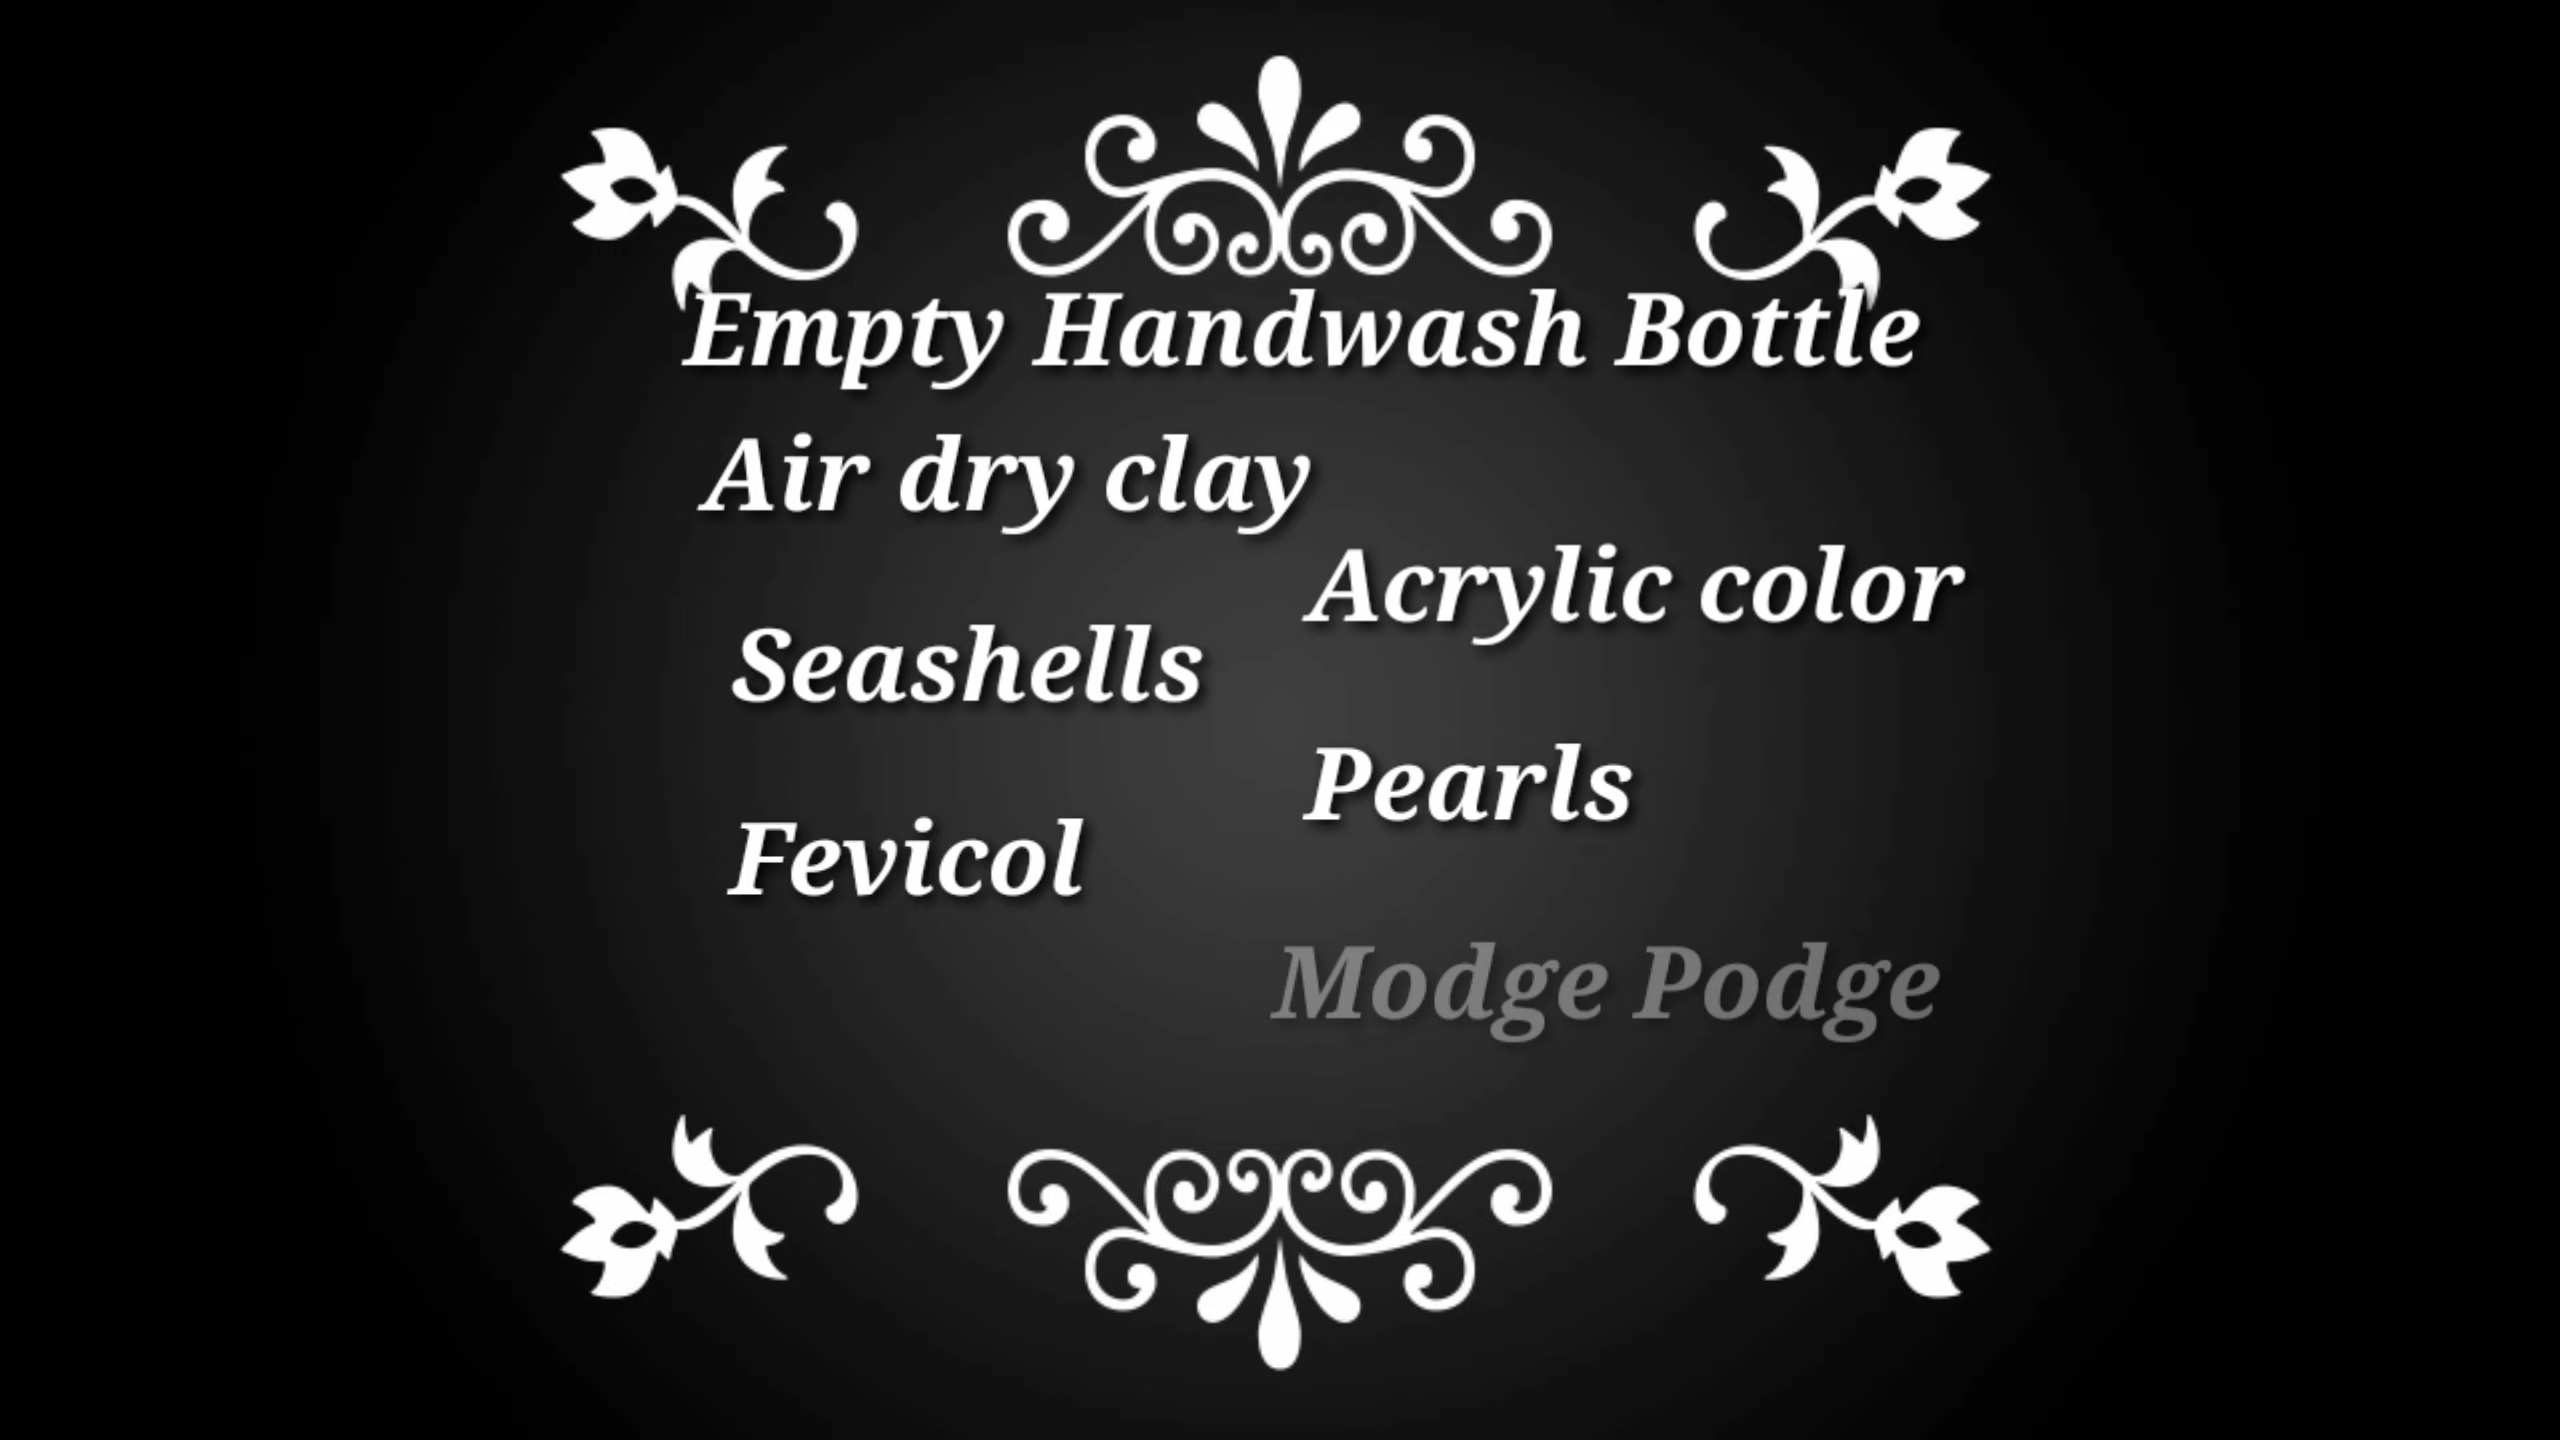 Empty Handwash Bottle
Air dry clay
Acrylic color
Seashells
Pearls
Fevicol
Modge Podge